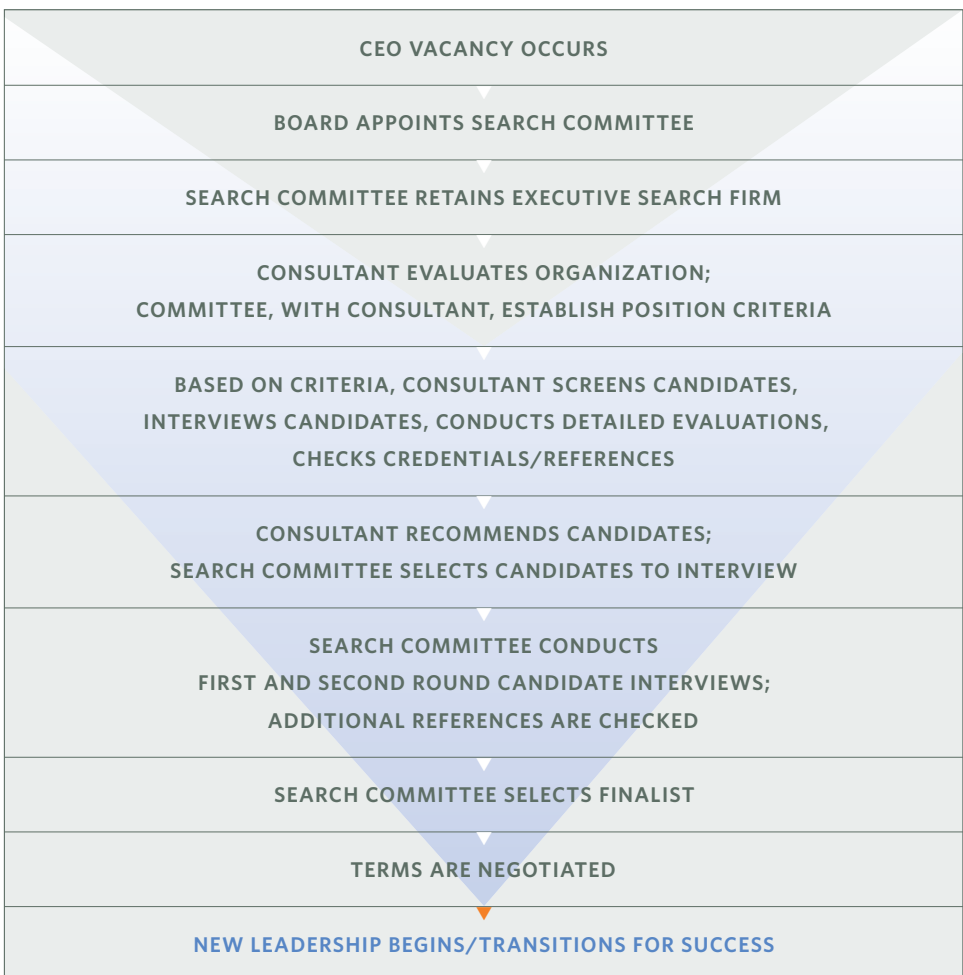 CEO VACANCY OCCURS
BOARD APPOINTS SEARCH COMMITTEE
SEARCH COMMITTEE RETAINS EXECUTIVE SEARCH FIRM
CONSULTANT EVALUATES ORGANIZATION;
COMMITTEE, WITH CONSULTANT, ESTABLISH POSITION CRITERIA
BASED ON CRITERIA, CONSULTANT SCREENS CANDIDATES,
INTERVIEWS CANDIDATES, CONDUCTS DETAILED EVALUATIONS,
CHECKS CREDENTIALS/REFERENCES
CONSULTANT RECOMMENDS CANDIDATES;
SEARCH COMMITTEE SELECTS CANDIDATES TO INTERVIEW
SEARCH COMMITTEE CONDUCTS
FIRST AND SECOND ROUND CANDIDATE INTERVIEWS;
ADDITIONAL REFERENCES ARE CHECKED
SEARCH COMMITTEE SELECTS FINALIST
TERMS ARE NEGOTIATED
NEW LEADERSHIP BEGINS/TRANSITIONS FOR SUCCESS